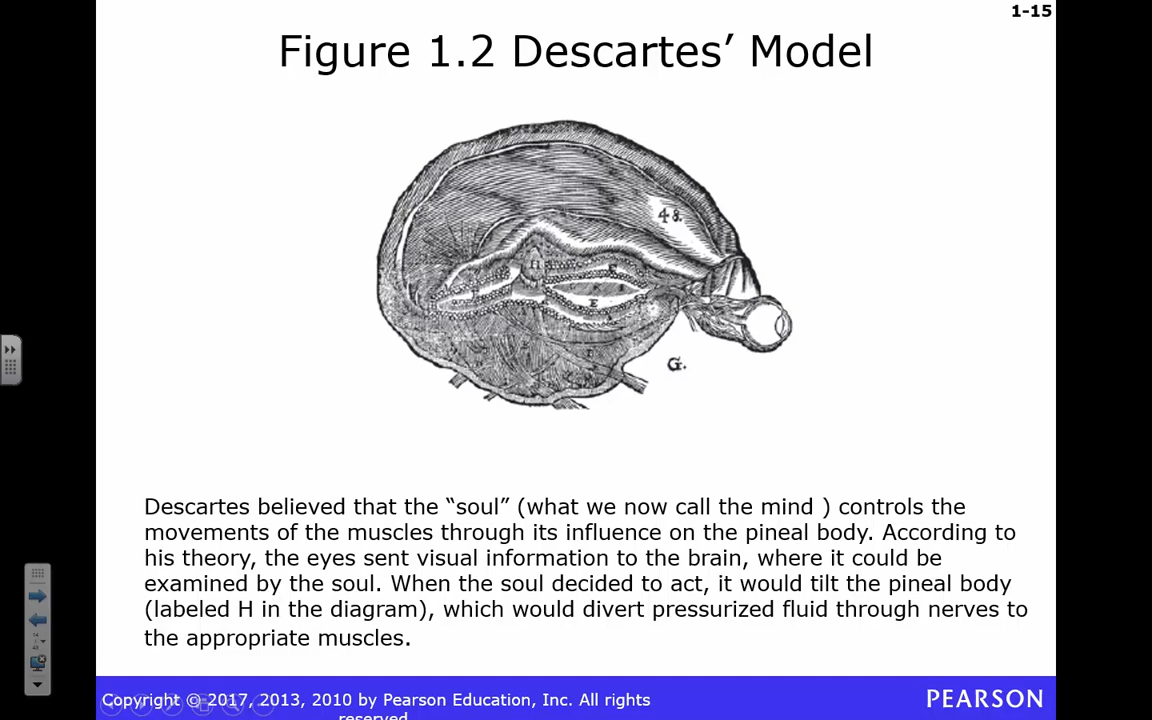 1-15
Figure 1.2 Descartes’ Model
48.
H
E
G.
Descartes believed that the “soul” (what we now call the mind ) controls the
movements of the muscles through its influence on the pineal body. According to
his theory, the eyes sent visual information to the brain, where it could be
examined by the soul. When the soul decided to act, it would tilt the pineal body
(labeled H in the diagram), which would divert pressurized fluid through nerves to
the appropriate muscles.
Copyright © 2017, 2013, 2010 by Pearson Education, Inc. All rights
reserved
PEARSON